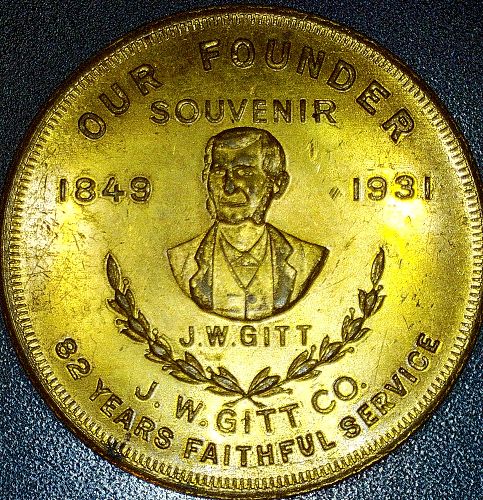 OUR FOUNDER
SOUVENIR
1849 1931
J.W.GITT
J. W. GITT CO.
82 YEARS FAITHFUL SERVICE